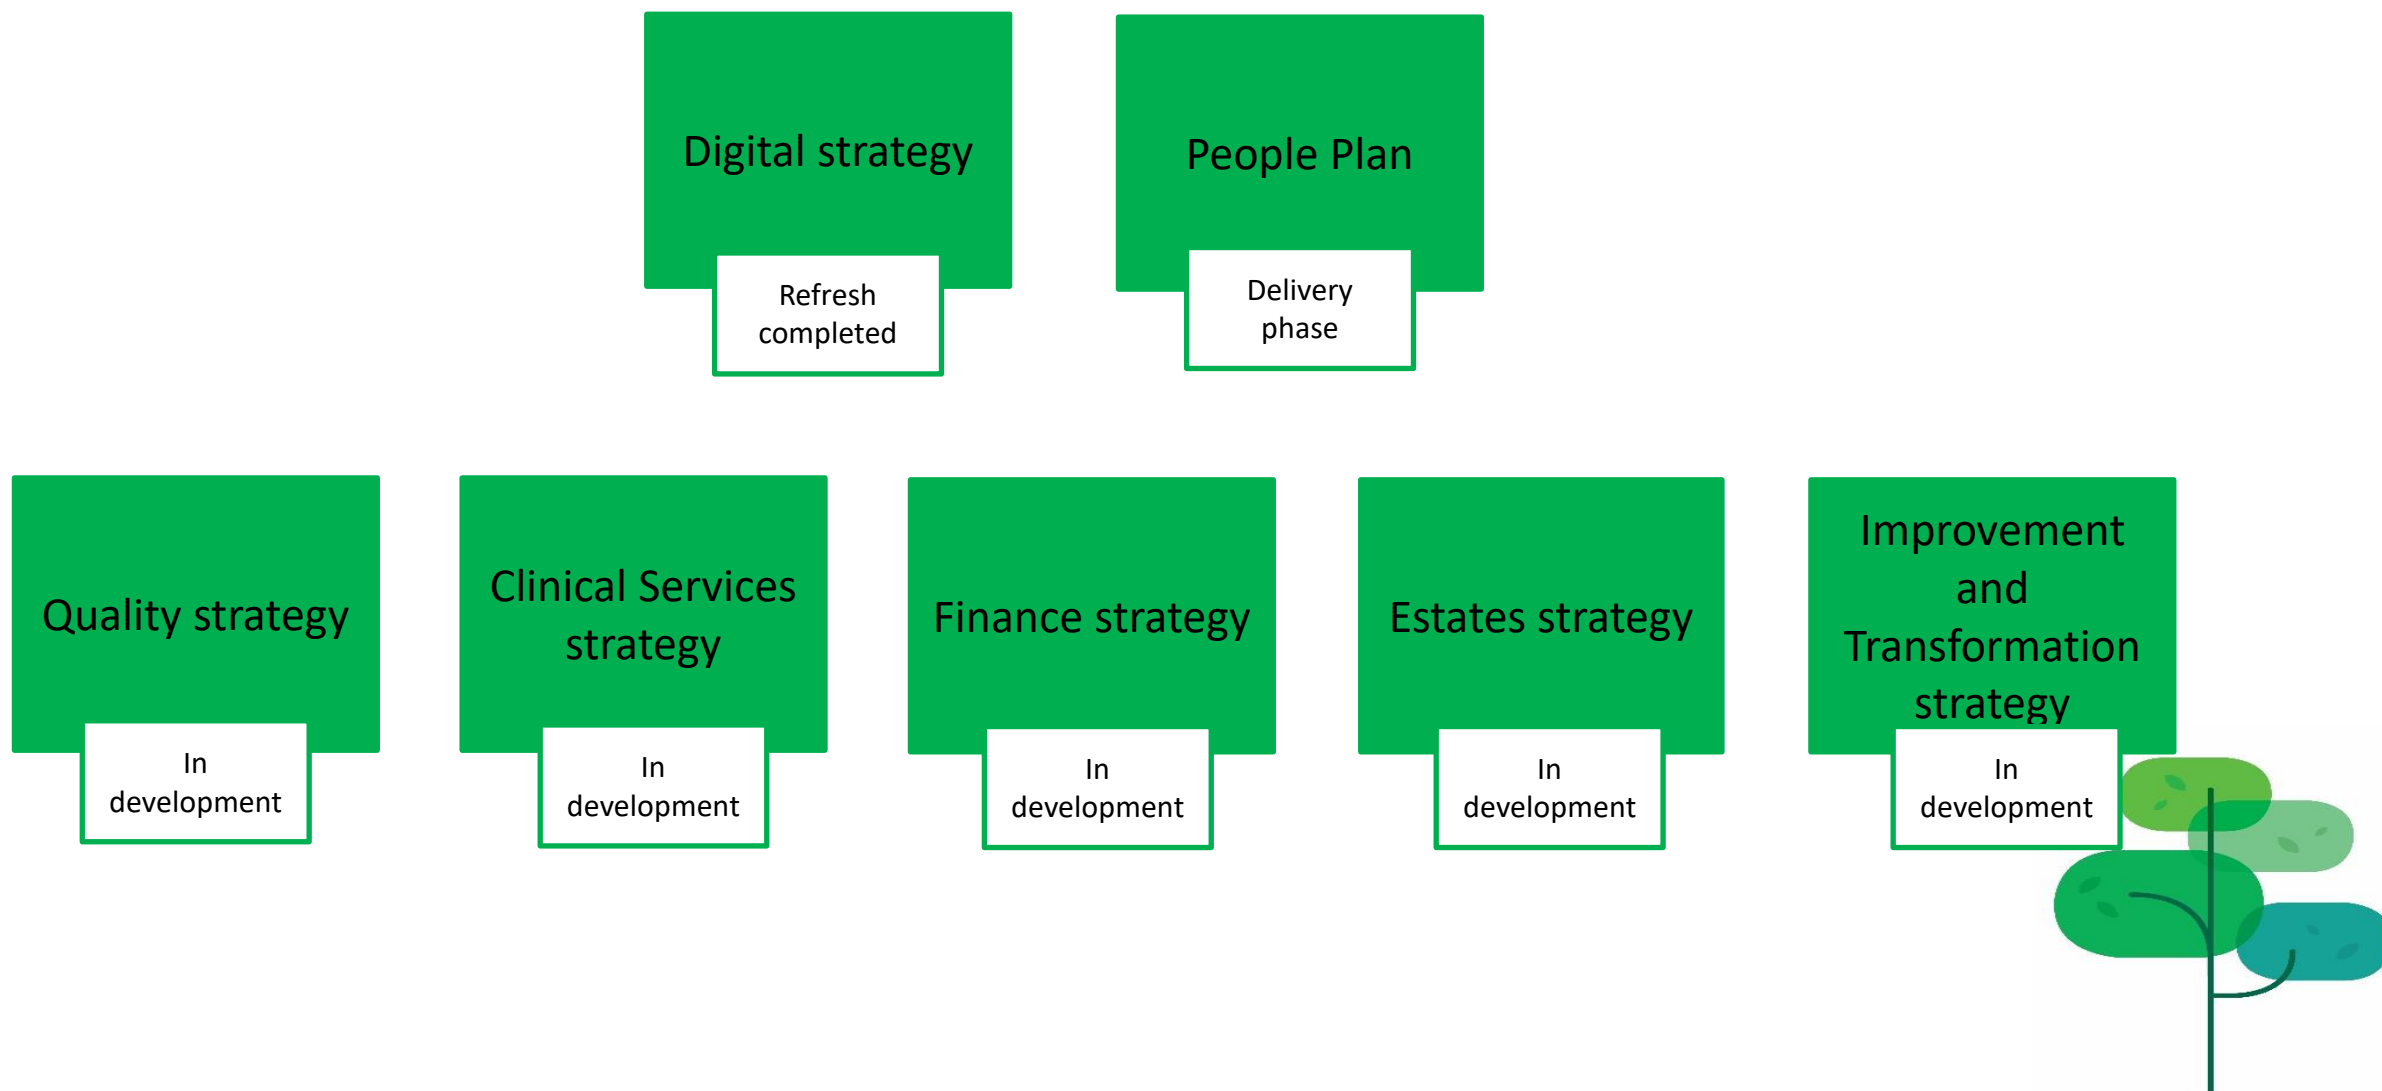 Digital strategy
Refresh
completed
People Plan
Delivery
phase
Quality strategy
In
development
Clinical Services
strategy
In
development
Finance strategy
In
development
Estates strategy
In
development
Improvement
and
Transformation
strategy
In
development